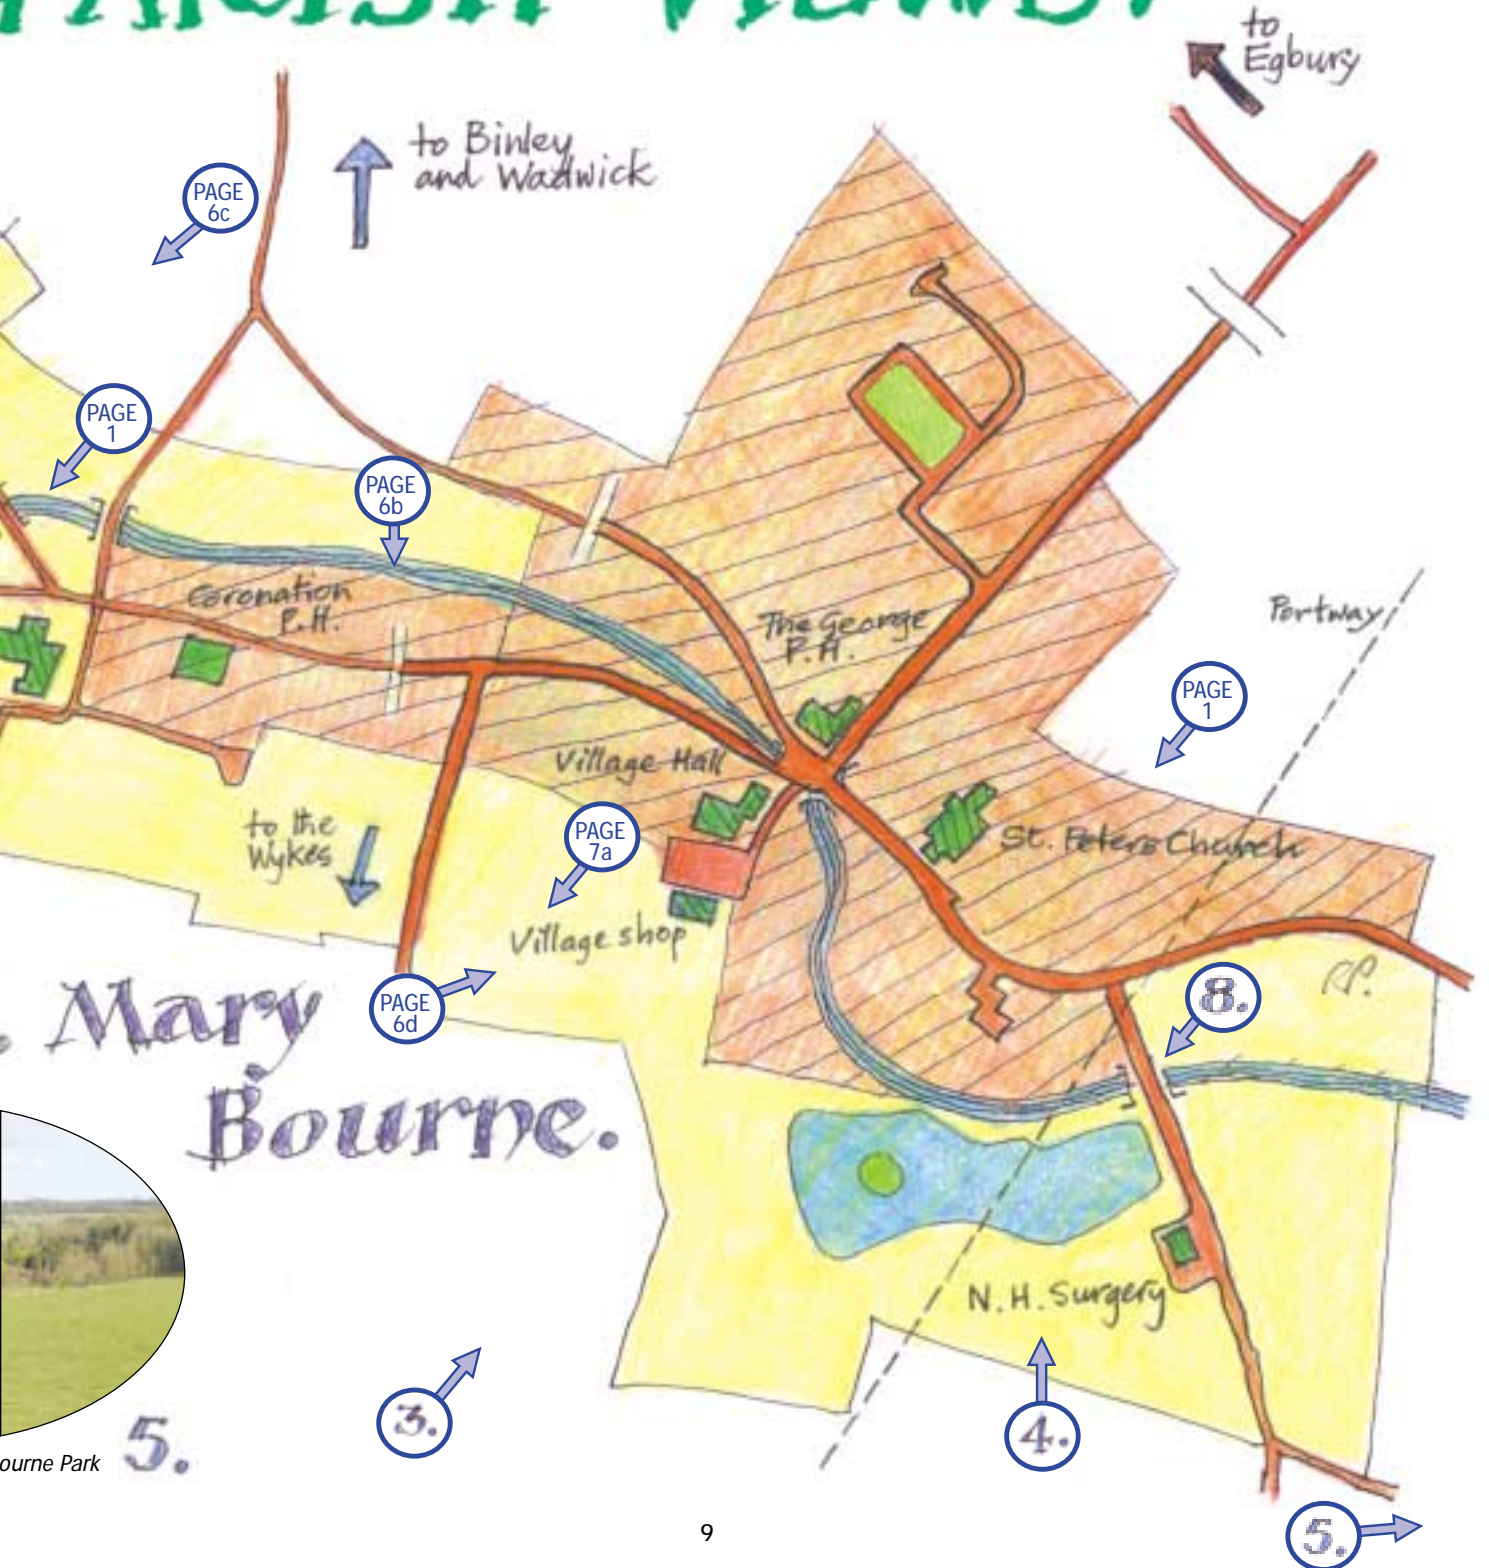 PARISH VIEWS.
to
Egbury
to Binley
and Wadwick
PAGE
6c
PAGE
1
PAGE
6b
Coronation
P.H.
The George
P.H.
Portway
PAGE
1
Village Hall
to the
Wykes
PAGE
7a
St. Peters Church
Village shop
PAGE
6d
8.
R.P.
. Mary
Bourne.
N.H. Surgery
3.
4.
5.
ourne Park
5.
9